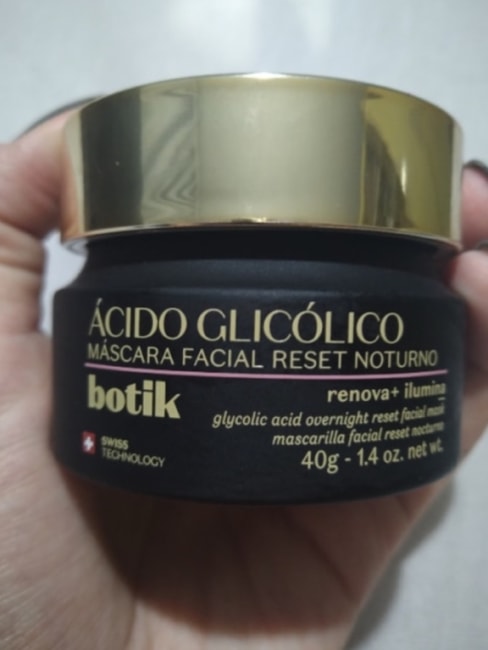 ÁCIDO GLICÓLICO
MÁSCARA FACIAL RESET NOTURNO
botik
renova+ ilumina
glycolic acid overnight reset facial mask
mascarilla facial reset nocturna
40g - 1.4 oz. net wt.
SWISS
TECHNOLOGY